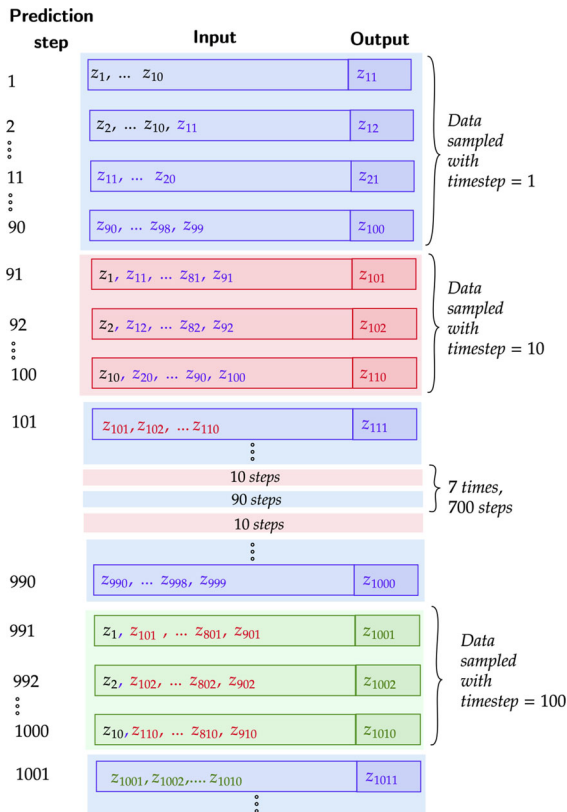 Prediction
step Input Output
1 z1, ... z10 z11
2 z2, ... z10, z11 z12
11 z11, ... z20 z21
90 z90, ... z98, z99 z100
Data
sampled
with
timestep = 1
91 z1, z11, ... z81, z91 z101
92 z2, z12, ... z82, z92 z102
100 z10, z20, ... z90, z100 z110
Data
sampled
with
timestep = 10
101 z101, z102, ... z110 z111
10 steps
90 steps
10 steps
7 times,
700 steps
990 z990, ... z998, z999 z1000
991 z1, z101 , ... z801, z901 z1001
992 z2, z102, ... z802, z902 z1002
1000 z10, z110, ... z810, z910 z1010
Data
sampled
with
timestep = 100
1001 z1001, z1002,.... z1010 z1011